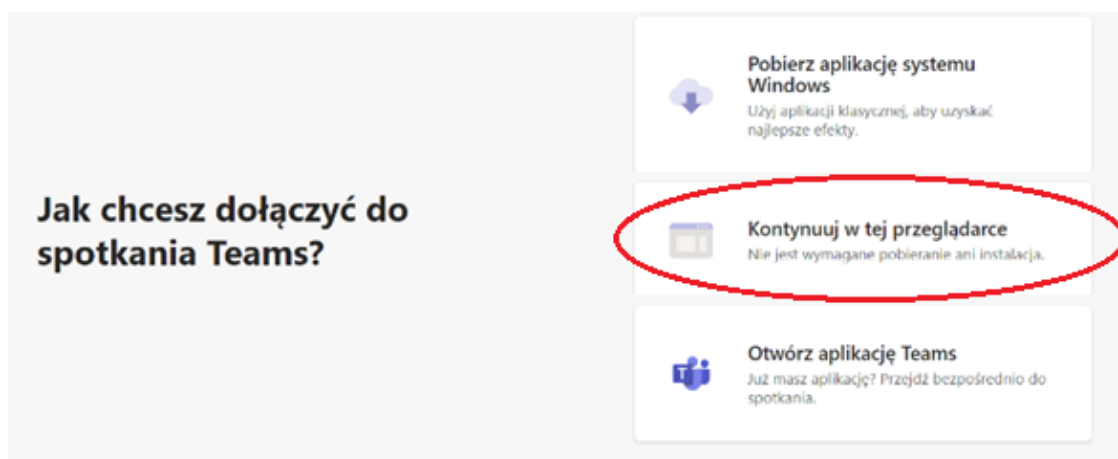 Jak chcesz dołączyć do
spotkania Teams?
Pobierz aplikację systemu
Windows
Użyj aplikacji klasycznej, aby uzyskać
najlepsze efekty.
Kontynuuj w tej przeglądarce
Nie jest wymagane pobieranie ani instalacja.
Otwórz aplikację Teams
Już masz aplikację? Przejdź bezpośrednio do
spotkania.